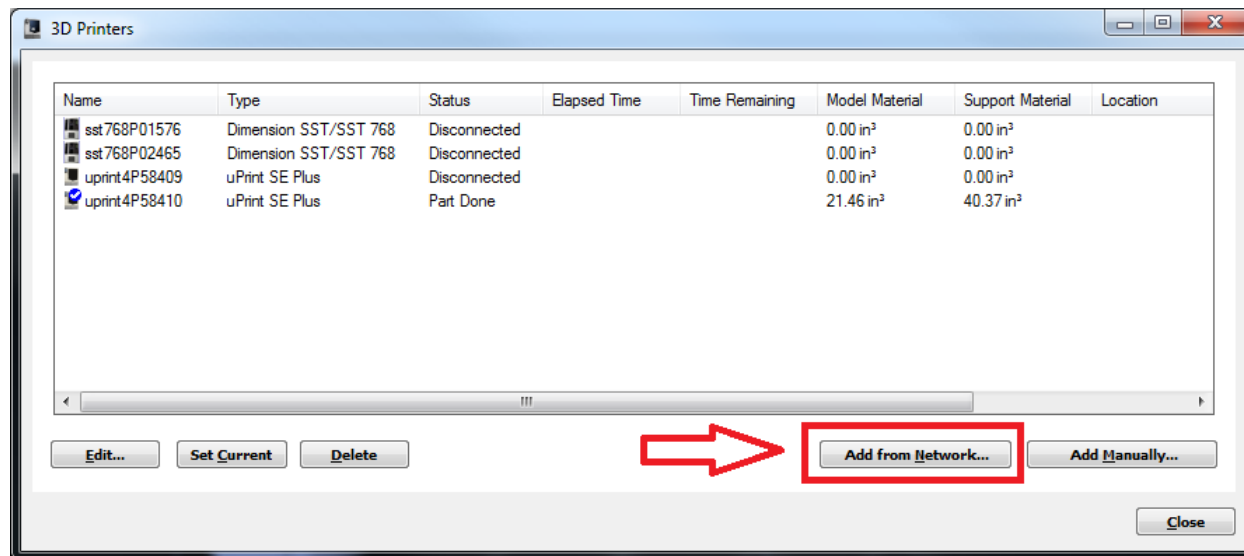 3D Printers
Name Type Status Elapsed Time Time Remaining Model Material Support Material Location
sst768P01576 Dimension SST/SST 768 Disconnected 0.00 in³ 0.00 in³
sst768P02465 Dimension SST/SST 768 Disconnected 0.00 in³ 0.00 in³
uprint4P58409 uPrint SE Plus Disconnected 0.00 in³ 0.00 in³
uprint4P58410 uPrint SE Plus Part Done 21.46 in³ 40.37 in³
Edit... Set Current Delete Add from Network... Add Manually...
Close